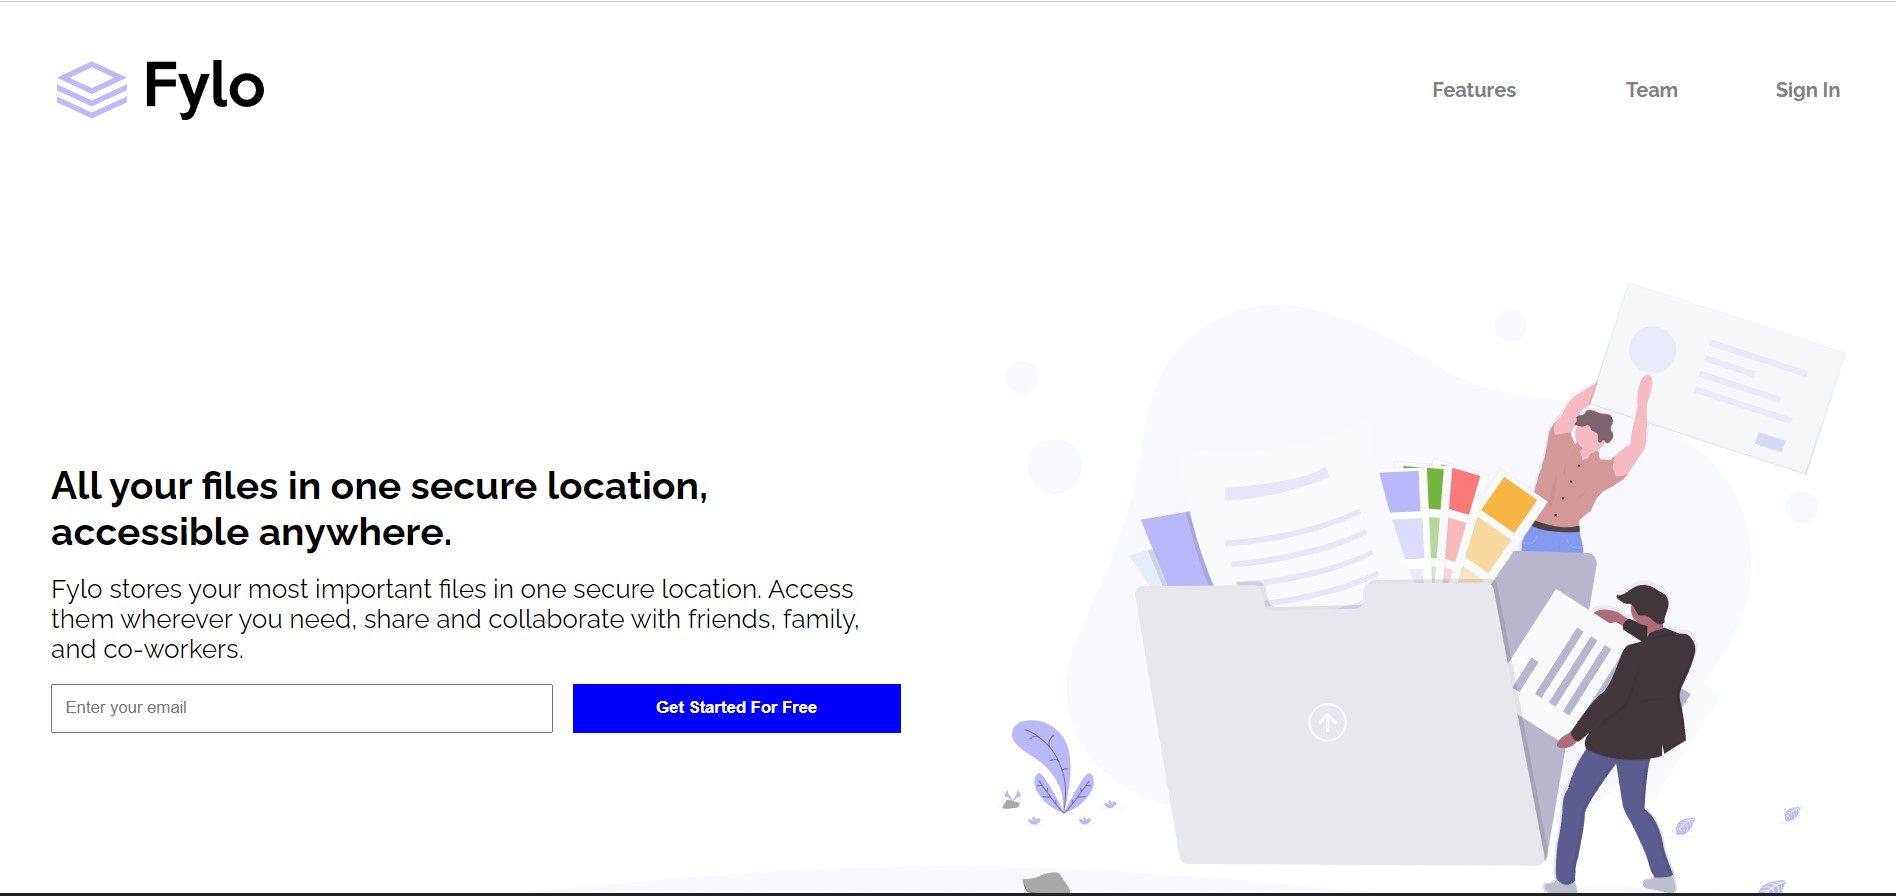 Fylo
Features
Team
Sign In
All your files in one secure location,
accessible anywhere.
Fylo stores your most important files in one secure location. Access
them wherever you need, share and collaborate with friends, family,
and co-workers.
Enter your email
Get Started For Free